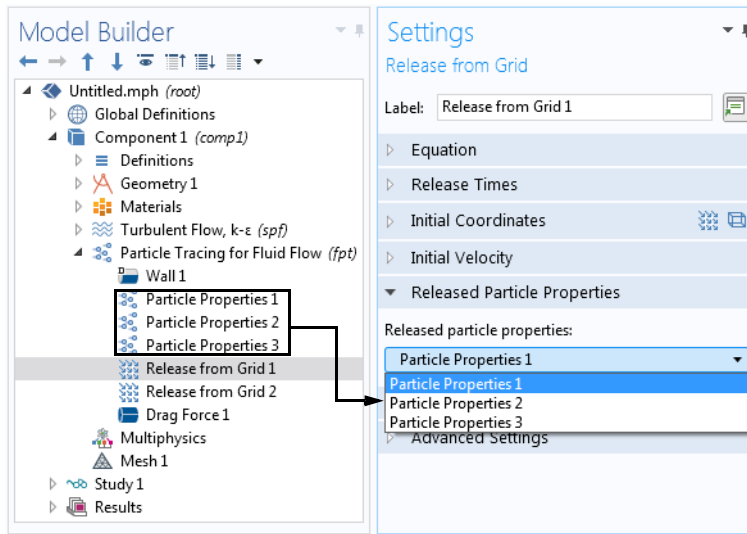 Model Builder
Untitled.mph (root)
Global Definitions
Component 1 (comp1)
Definitions
Geometry 1
Materials
Turbulent Flow, k-ε (spf)
Particle Tracing for Fluid Flow (fpt)
Wall 1
Particle Properties 1
Particle Properties 2
Particle Properties 3
Release from Grid 1
Release from Grid 2
Drag Force 1
Multiphysics
Mesh 1
Study 1
Results
Settings
Release from Grid
Label: Release from Grid 1
Equation
Release Times
Initial Coordinates
Initial Velocity
Released Particle Properties
Released particle properties:
Particle Properties 1
Particle Properties 1
Particle Properties 2
Particle Properties 3
Advanced Settings